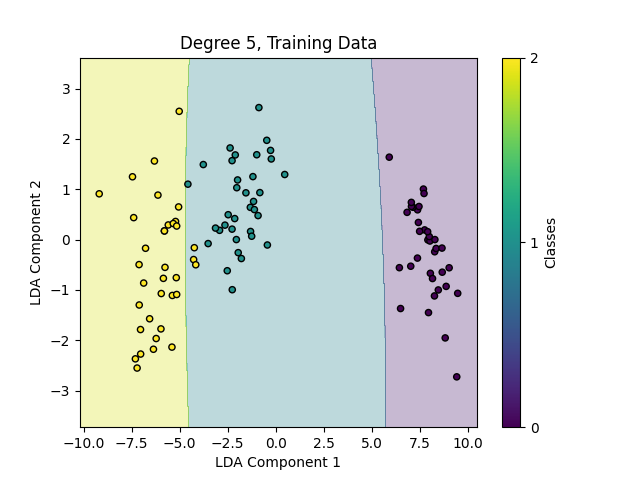 Degree 5, Training Data
3
2
1
0
−1
−2
−3
LDA Component 2
−10.0 −7.5 −5.0 −2.5 0.0 2.5 5.0 7.5 10.0
LDA Component 1
2
1
0
Classes